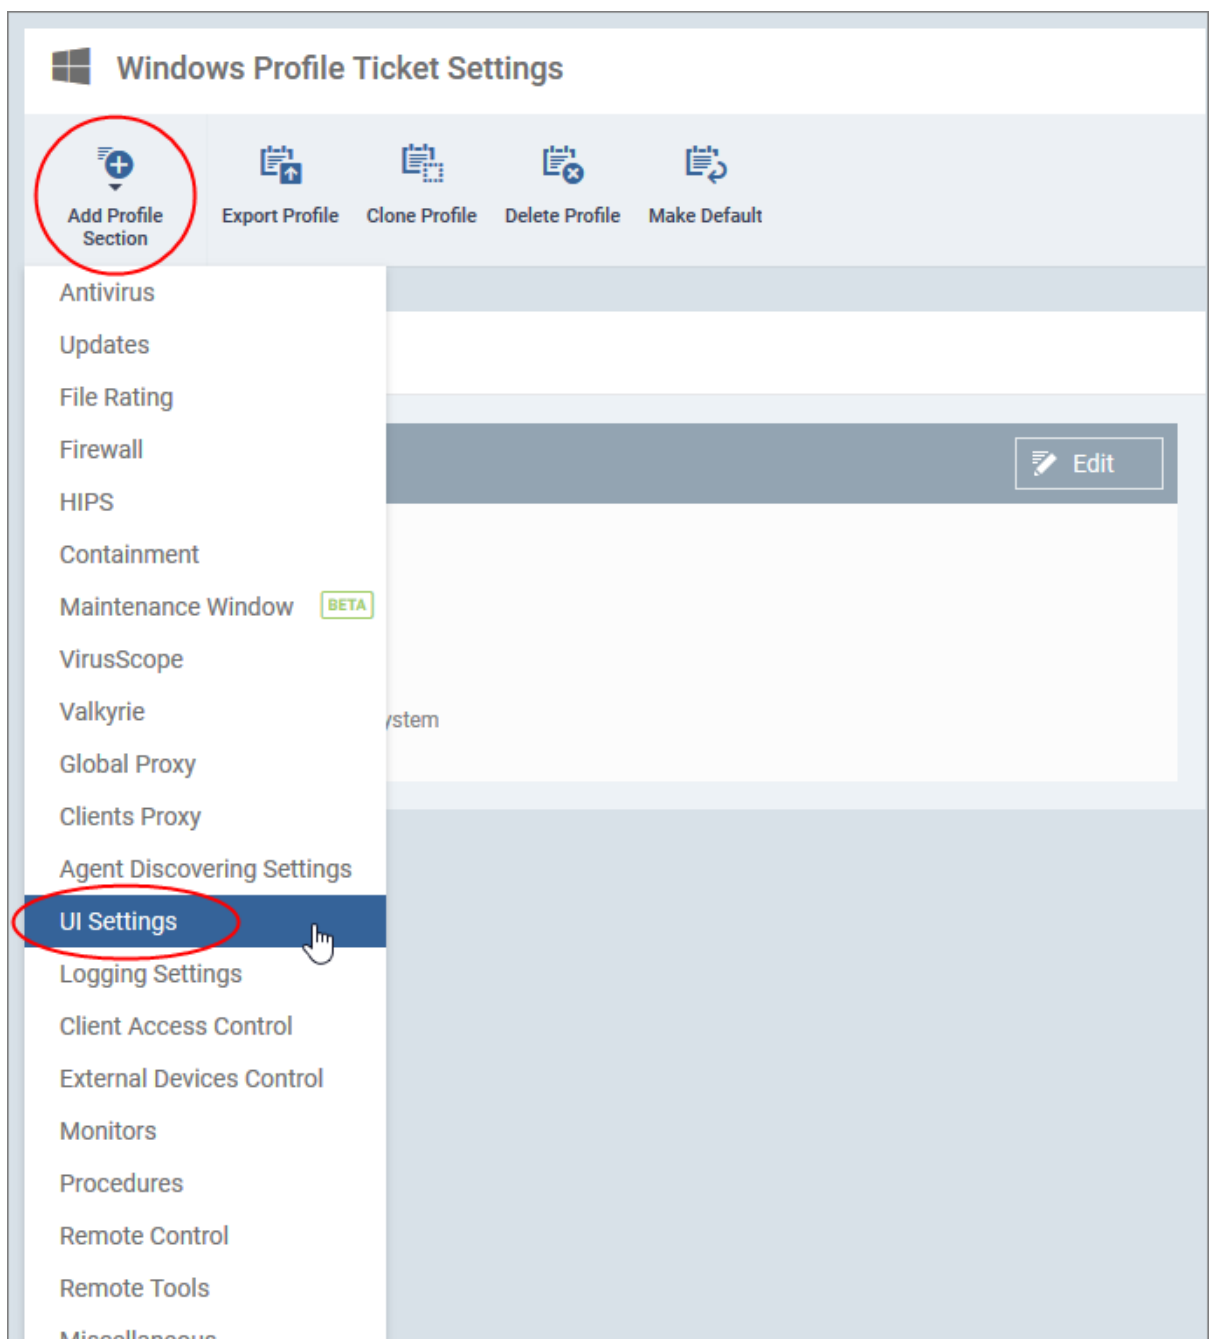 Windows Profile Ticket Settings
Add Profile
Section
Export Profile
Clone Profile
Delete Profile
Make Default
Antivirus
Updates
File Rating
Firewall
Edit
HIPS
Containment
Maintenance Window BETA
VirusScope
Valkyrie
ystem
Global Proxy
Clients Proxy
Agent Discovering Settings
UI Settings
Logging Settings
Client Access Control
External Devices Control
Monitors
Procedures
Remote Control
Remote Tools
Miscellaneous